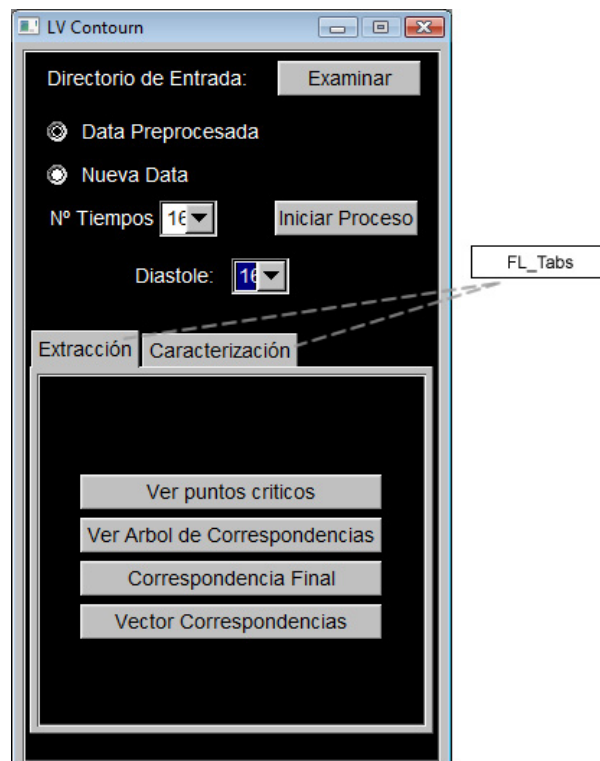 LV Contourn
Directorio de Entrada: Examinar
Data Preprocesada
Nueva Data
Nº Tiempos 16 Iniciar Proceso
FL_Tabs
Diastole: 16
Extracción Caracterización
Ver puntos criticos
Ver Arbol de Correspondencias
Correspondencia Final
Vector Correspondencias